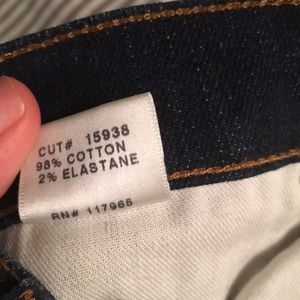 CUT# 15938
98% COTTON
2% ELASTANE
RN# 117965